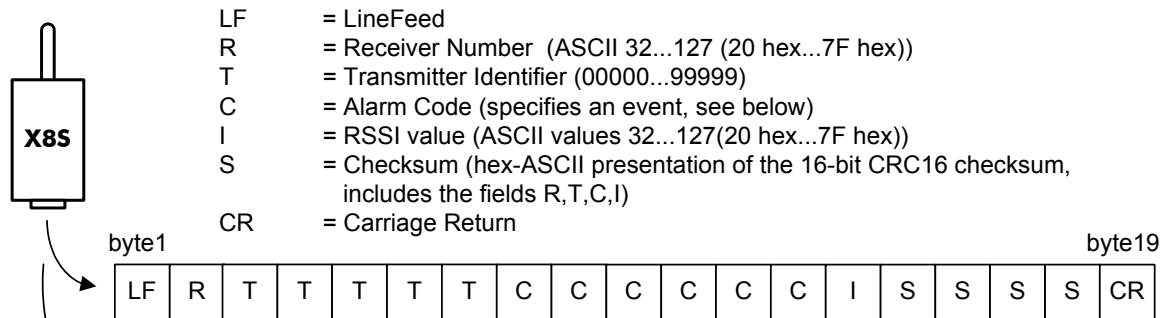 LF = LineFeed
R = Receiver Number (ASCII 32...127 (20 hex...7F hex))
T = Transmitter Identifier (00000...99999)
C = Alarm Code (specifies an event, see below)
I = RSSI value (ASCII values 32...127(20 hex...7F hex))
S = Checksum (hex-ASCII presentation of the 16-bit CRC16 checksum,
includes the fields R,T,C,I)
CR = Carriage Return
X8S
byte1 byte19
LF R T T T T T C C C C C C I S S S S CR